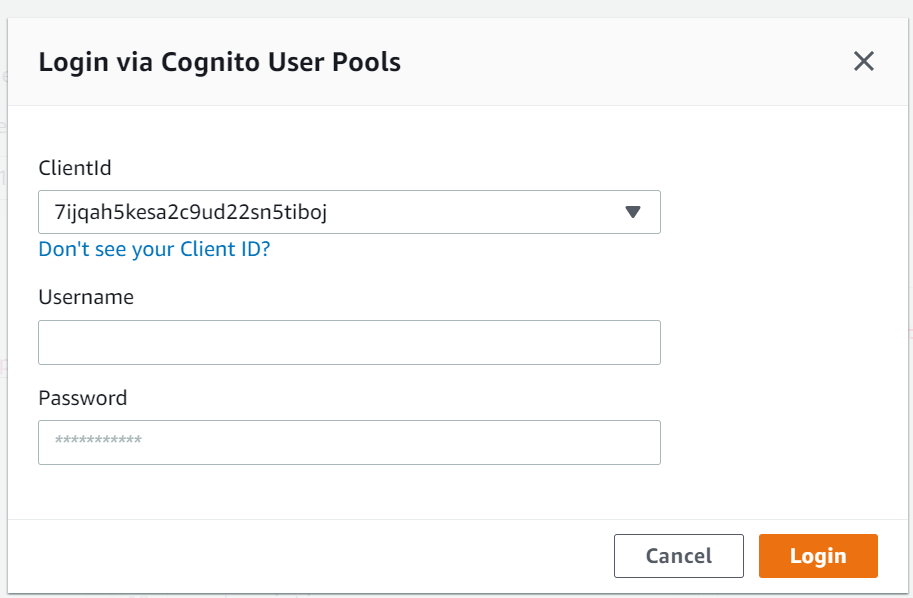 Login via Cognito User Pools
ClientId
7ijqah5kesa2c9ud22sn5tiboj
Don't see your Client ID?
Username
Password
***********
Cancel Login